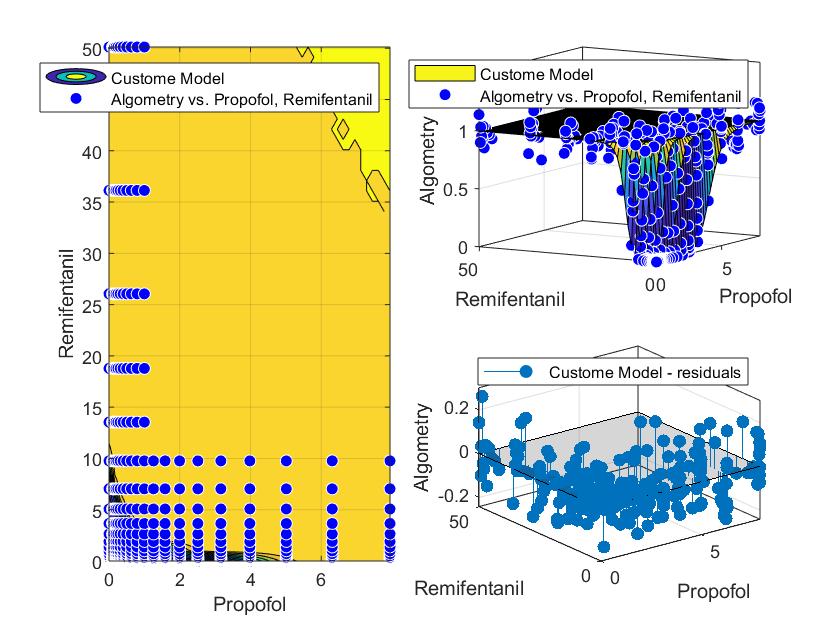 50
40
35
30
25
20
15
10
5
0
Remifentanil
0
2
4
6
Propofol
Custome Model
Algometry vs. Propofol, Remifentanil
Custome Model
Algometry vs. Propofol, Remifentanil
Algometry
1
0.5
0
50
Remifentanil
0
0
5
Propofol
Custome Model - residuals
Algometry
0.2
0
-0.2
50
Remifentanil
0
0
5
Propofol